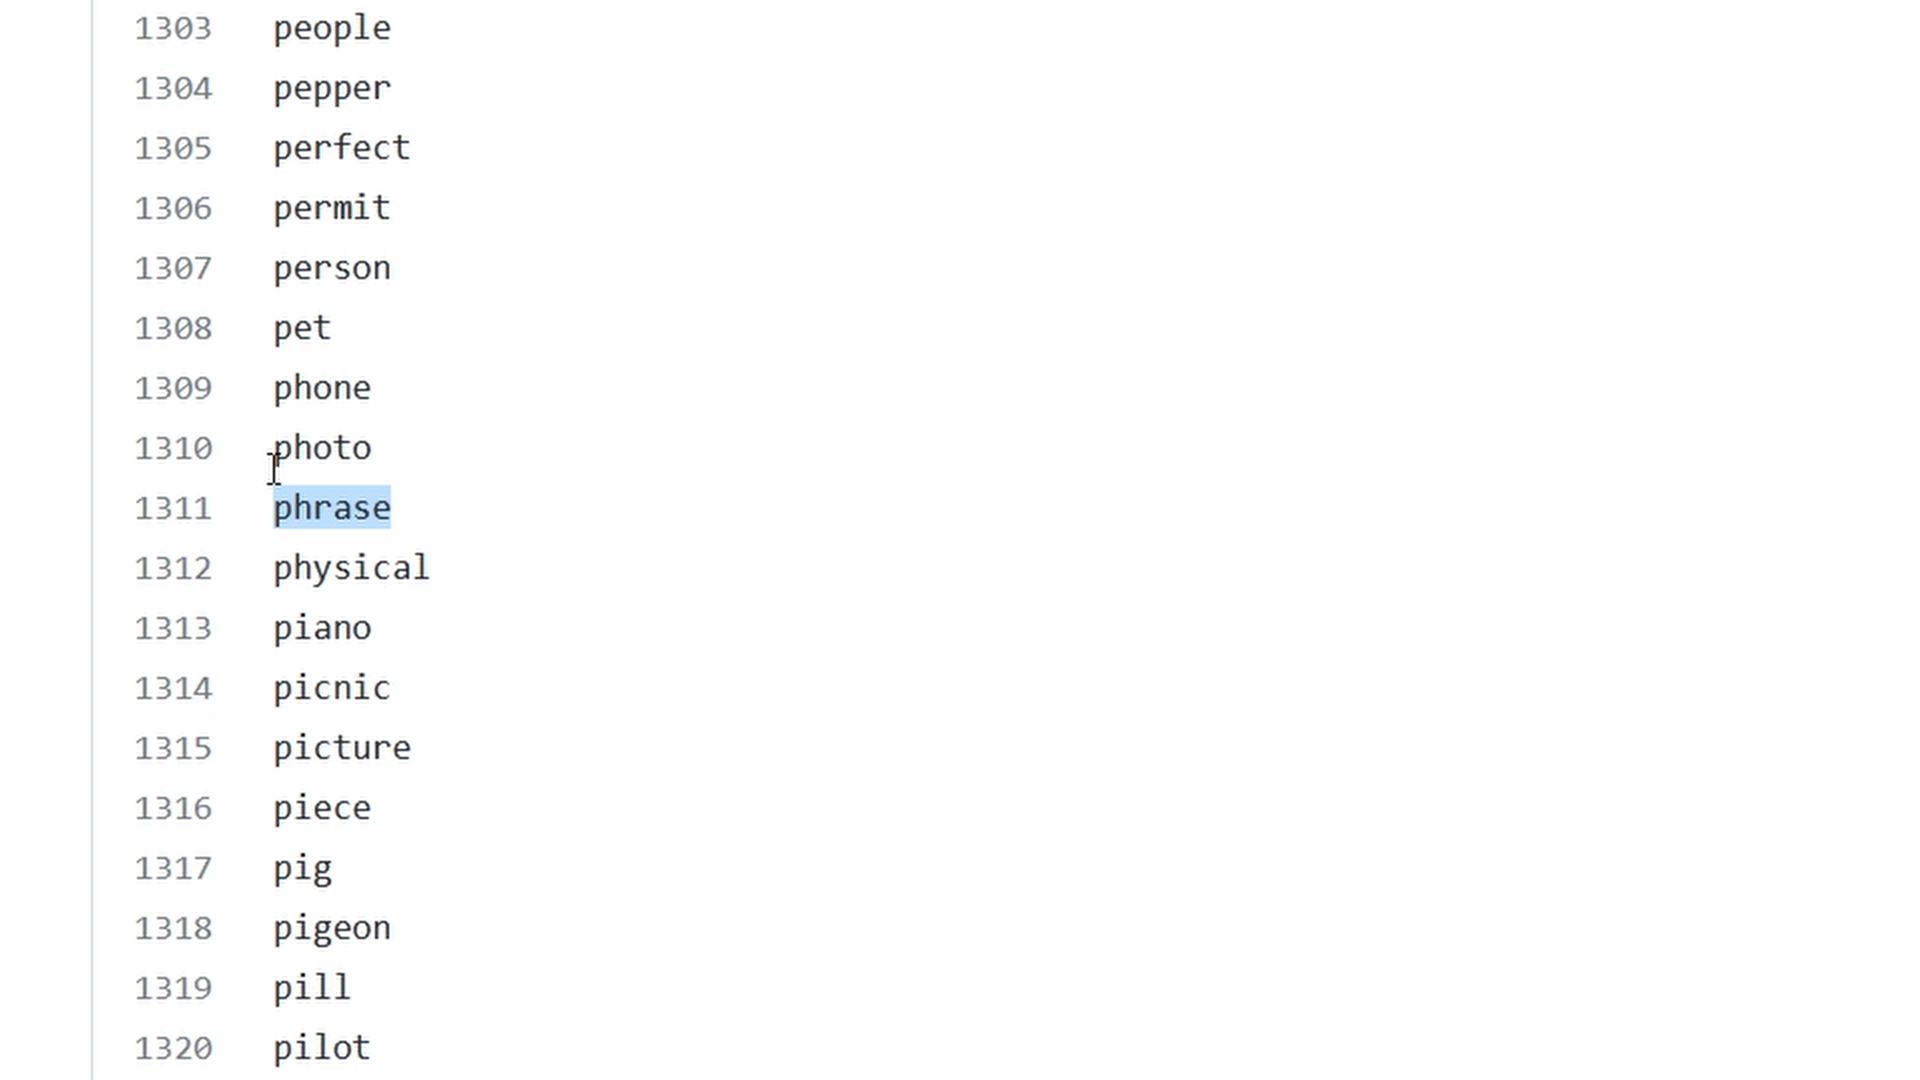 1303 people
1304 pepper
1305 perfect
1306 permit
1307 person
1308 pet
1309 phone
1310 photo
1311 phrase
1312 physical
1313 piano
1314 picnic
1315 picture
1316 piece
1317 pig
1318 pigeon
1319 pill
1320 pilot